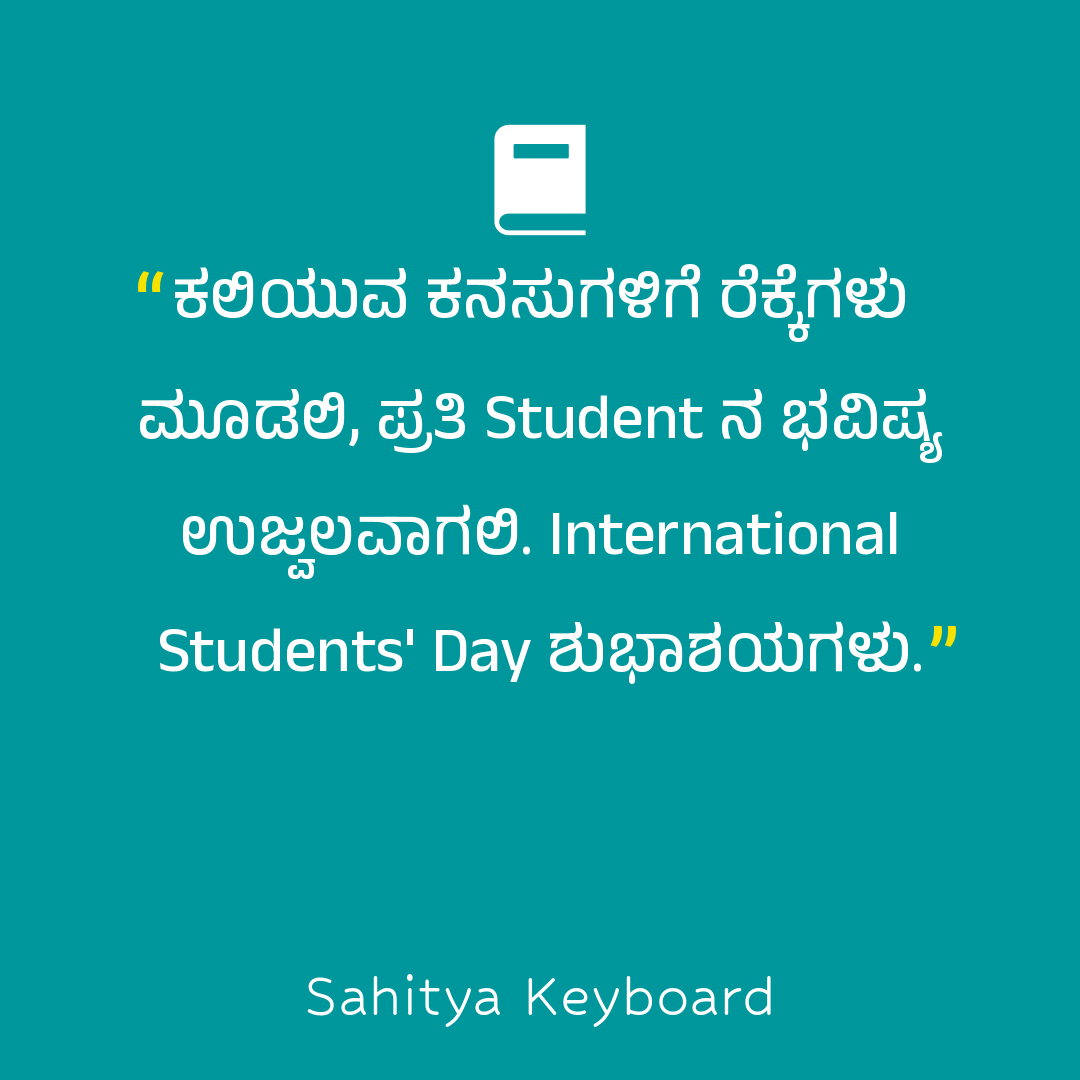 “ಕಲಿಯುವ ಕನಸುಗಳಿಗೆ ರೆಕ್ಕೆಗಳು
ಮೂಡಲಿ, ಪ್ರತಿ Student ನ ಭವಿಷ್ಯ
ಉಜ್ವಲವಾಗಲಿ. International
Students' Day ಶುಭಾಶಯಗಳು.”
Sahitya Keyboard